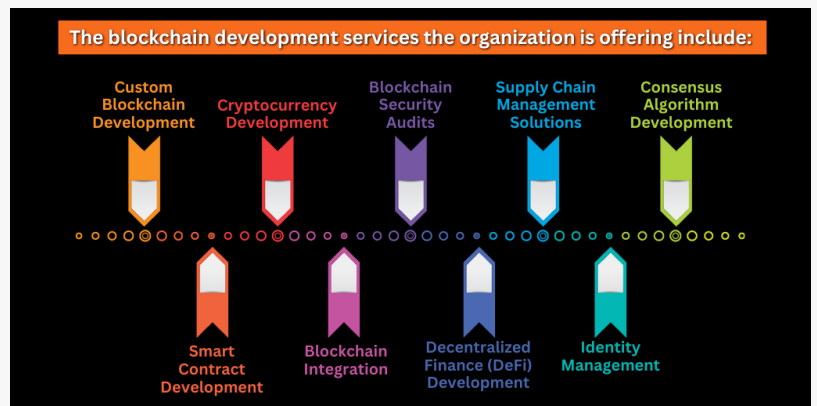 The blockchain development services the organization is offering include:
Custom
Blockchain
Development
Cryptocurrency
Development
Blockchain
Security
Audits
Supply Chain
Management
Solutions
Consensus
Algorithm
Development
Smart
Contract
Development
Blockchain
Integration
Decentralized
Finance (DeFi)
Development
Identity
Management